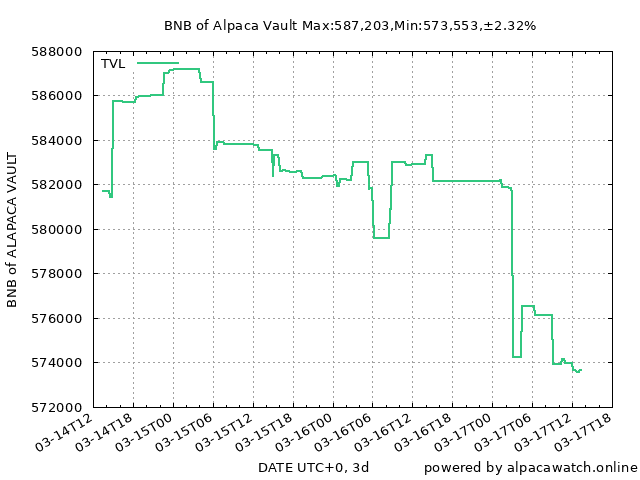 BNB of Alpaca Vault Max:587,203,Min:573,553,±2.32%
588000
TVL
586000
584000
582000
580000
578000
576000
574000
572000
BNB of ALAPACA VAULT
03-14T12
03-14T18
03-15T00
03-15T06
03-15T12
03-15T18
03-16T00
03-16T06
03-16T12
03-16T18
03-17T00
03-17T06
03-17T12
03-17T18
DATE UTC+0, 3d
powered by alpacawatch.online